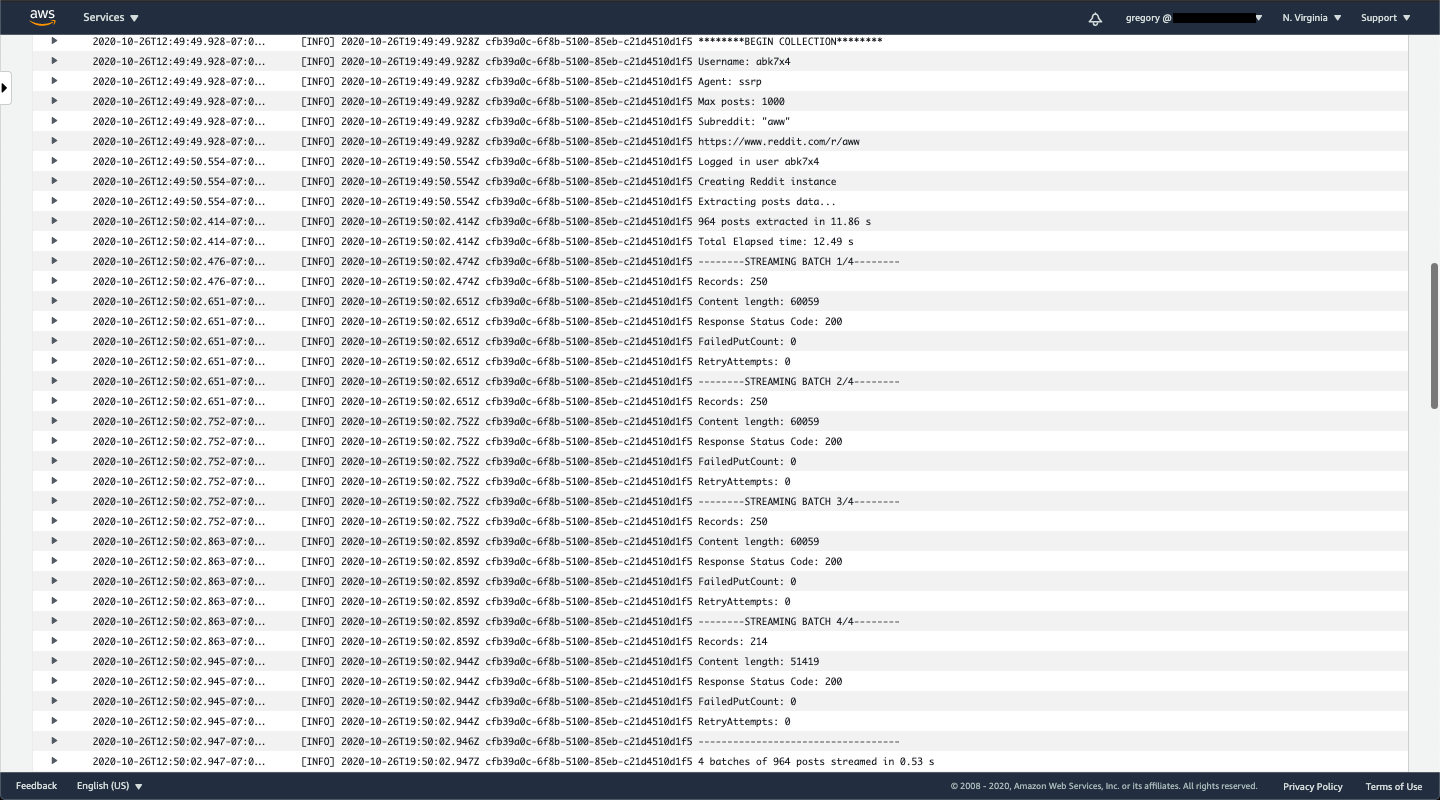 aws Services gregory @ N. Virginia Support
2020-10-26T12:49:49.928-07:0... [INFO] 2020-10-26T19:49:49.928Z cfb39a0c-6f8b-5100-85eb-c21d4510d1f5 ********BEGIN COLLECTION********
2020-10-26T12:49:49.928-07:0... [INFO] 2020-10-26T19:49:49.928Z cfb39a0c-6f8b-5100-85eb-c21d4510d1f5 Username: abk7x4
2020-10-26T12:49:49.928-07:0... [INFO] 2020-10-26T19:49:49.928Z cfb39a0c-6f8b-5100-85eb-c21d4510d1f5 Agent: ssrp
2020-10-26T12:49:49.928-07:0... [INFO] 2020-10-26T19:49:49.928Z cfb39a0c-6f8b-5100-85eb-c21d4510d1f5 Max posts: 1000
2020-10-26T12:49:49.928-07:0... [INFO] 2020-10-26T19:49:49.928Z cfb39a0c-6f8b-5100-85eb-c21d4510d1f5 Subreddit: "aww"
2020-10-26T12:49:49.928-07:0... [INFO] 2020-10-26T19:49:49.928Z cfb39a0c-6f8b-5100-85eb-c21d4510d1f5 https://www.reddit.com/r/aww
2020-10-26T12:49:50.554-07:0... [INFO] 2020-10-26T19:49:50.554Z cfb39a0c-6f8b-5100-85eb-c21d4510d1f5 Logged in user abk7x4
2020-10-26T12:49:50.554-07:0... [INFO] 2020-10-26T19:49:50.554Z cfb39a0c-6f8b-5100-85eb-c21d4510d1f5 Creating Reddit instance
2020-10-26T12:49:50.554-07:0... [INFO] 2020-10-26T19:49:50.554Z cfb39a0c-6f8b-5100-85eb-c21d4510d1f5 Extracting posts data...
2020-10-26T12:50:02.414-07:0... [INFO] 2020-10-26T19:50:02.414Z cfb39a0c-6f8b-5100-85eb-c21d4510d1f5 964 posts extracted in 11.86 s
2020-10-26T12:50:02.414-07:0... [INFO] 2020-10-26T19:50:02.414Z cfb39a0c-6f8b-5100-85eb-c21d4510d1f5 Total Elapsed time: 12.49 s
2020-10-26T12:50:02.476-07:0... [INFO] 2020-10-26T19:50:02.474Z cfb39a0c-6f8b-5100-85eb-c21d4510d1f5 --------STREAMING BATCH 1/4--------
2020-10-26T12:50:02.476-07:0... [INFO] 2020-10-26T19:50:02.474Z cfb39a0c-6f8b-5100-85eb-c21d4510d1f5 Records: 250
2020-10-26T12:50:02.651-07:0... [INFO] 2020-10-26T19:50:02.651Z cfb39a0c-6f8b-5100-85eb-c21d4510d1f5 Content length: 60059
2020-10-26T12:50:02.651-07:0... [INFO] 2020-10-26T19:50:02.651Z cfb39a0c-6f8b-5100-85eb-c21d4510d1f5 Response Status Code: 200
2020-10-26T12:50:02.651-07:0... [INFO] 2020-10-26T19:50:02.651Z cfb39a0c-6f8b-5100-85eb-c21d4510d1f5 FailedPutCount: 0
2020-10-26T12:50:02.651-07:0... [INFO] 2020-10-26T19:50:02.651Z cfb39a0c-6f8b-5100-85eb-c21d4510d1f5 RetryAttempts: 0
2020-10-26T12:50:02.651-07:0... [INFO] 2020-10-26T19:50:02.651Z cfb39a0c-6f8b-5100-85eb-c21d4510d1f5 --------STREAMING BATCH 2/4--------
2020-10-26T12:50:02.651-07:0... [INFO] 2020-10-26T19:50:02.651Z cfb39a0c-6f8b-5100-85eb-c21d4510d1f5 Records: 250
2020-10-26T12:50:02.752-07:0... [INFO] 2020-10-26T19:50:02.752Z cfb39a0c-6f8b-5100-85eb-c21d4510d1f5 Content length: 60059
2020-10-26T12:50:02.752-07:0... [INFO] 2020-10-26T19:50:02.752Z cfb39a0c-6f8b-5100-85eb-c21d4510d1f5 Response Status Code: 200
2020-10-26T12:50:02.752-07:0... [INFO] 2020-10-26T19:50:02.752Z cfb39a0c-6f8b-5100-85eb-c21d4510d1f5 FailedPutCount: 0
2020-10-26T12:50:02.752-07:0... [INFO] 2020-10-26T19:50:02.752Z cfb39a0c-6f8b-5100-85eb-c21d4510d1f5 RetryAttempts: 0
2020-10-26T12:50:02.752-07:0... [INFO] 2020-10-26T19:50:02.752Z cfb39a0c-6f8b-5100-85eb-c21d4510d1f5 --------STREAMING BATCH 3/4--------
2020-10-26T12:50:02.752-07:0... [INFO] 2020-10-26T19:50:02.752Z cfb39a0c-6f8b-5100-85eb-c21d4510d1f5 Records: 250
2020-10-26T12:50:02.863-07:0... [INFO] 2020-10-26T19:50:02.859Z cfb39a0c-6f8b-5100-85eb-c21d4510d1f5 Content length: 60059
2020-10-26T12:50:02.863-07:0... [INFO] 2020-10-26T19:50:02.859Z cfb39a0c-6f8b-5100-85eb-c21d4510d1f5 Response Status Code: 200
2020-10-26T12:50:02.863-07:0... [INFO] 2020-10-26T19:50:02.859Z cfb39a0c-6f8b-5100-85eb-c21d4510d1f5 FailedPutCount: 0
2020-10-26T12:50:02.863-07:0... [INFO] 2020-10-26T19:50:02.859Z cfb39a0c-6f8b-5100-85eb-c21d4510d1f5 RetryAttempts: 0
2020-10-26T12:50:02.863-07:0... [INFO] 2020-10-26T19:50:02.859Z cfb39a0c-6f8b-5100-85eb-c21d4510d1f5 --------STREAMING BATCH 4/4--------
2020-10-26T12:50:02.863-07:0... [INFO] 2020-10-26T19:50:02.859Z cfb39a0c-6f8b-5100-85eb-c21d4510d1f5 Records: 214
2020-10-26T12:50:02.945-07:0... [INFO] 2020-10-26T19:50:02.944Z cfb39a0c-6f8b-5100-85eb-c21d4510d1f5 Content length: 51419
2020-10-26T12:50:02.945-07:0... [INFO] 2020-10-26T19:50:02.944Z cfb39a0c-6f8b-5100-85eb-c21d4510d1f5 Response Status Code: 200
2020-10-26T12:50:02.945-07:0... [INFO] 2020-10-26T19:50:02.944Z cfb39a0c-6f8b-5100-85eb-c21d4510d1f5 FailedPutCount: 0
2020-10-26T12:50:02.945-07:0... [INFO] 2020-10-26T19:50:02.944Z cfb39a0c-6f8b-5100-85eb-c21d4510d1f5 RetryAttempts: 0
2020-10-26T12:50:02.947-07:0... [INFO] 2020-10-26T19:50:02.946Z cfb39a0c-6f8b-5100-85eb-c21d4510d1f5 -----------------------------------
2020-10-26T12:50:02.947-07:0... [INFO] 2020-10-26T19:50:02.947Z cfb39a0c-6f8b-5100-85eb-c21d4510d1f5 4 batches of 964 posts streamed in 0.53 s
Feedback English (US) © 2008 - 2020, Amazon Web Services, Inc. or its affiliates. All rights reserved. Privacy Policy Terms of Use